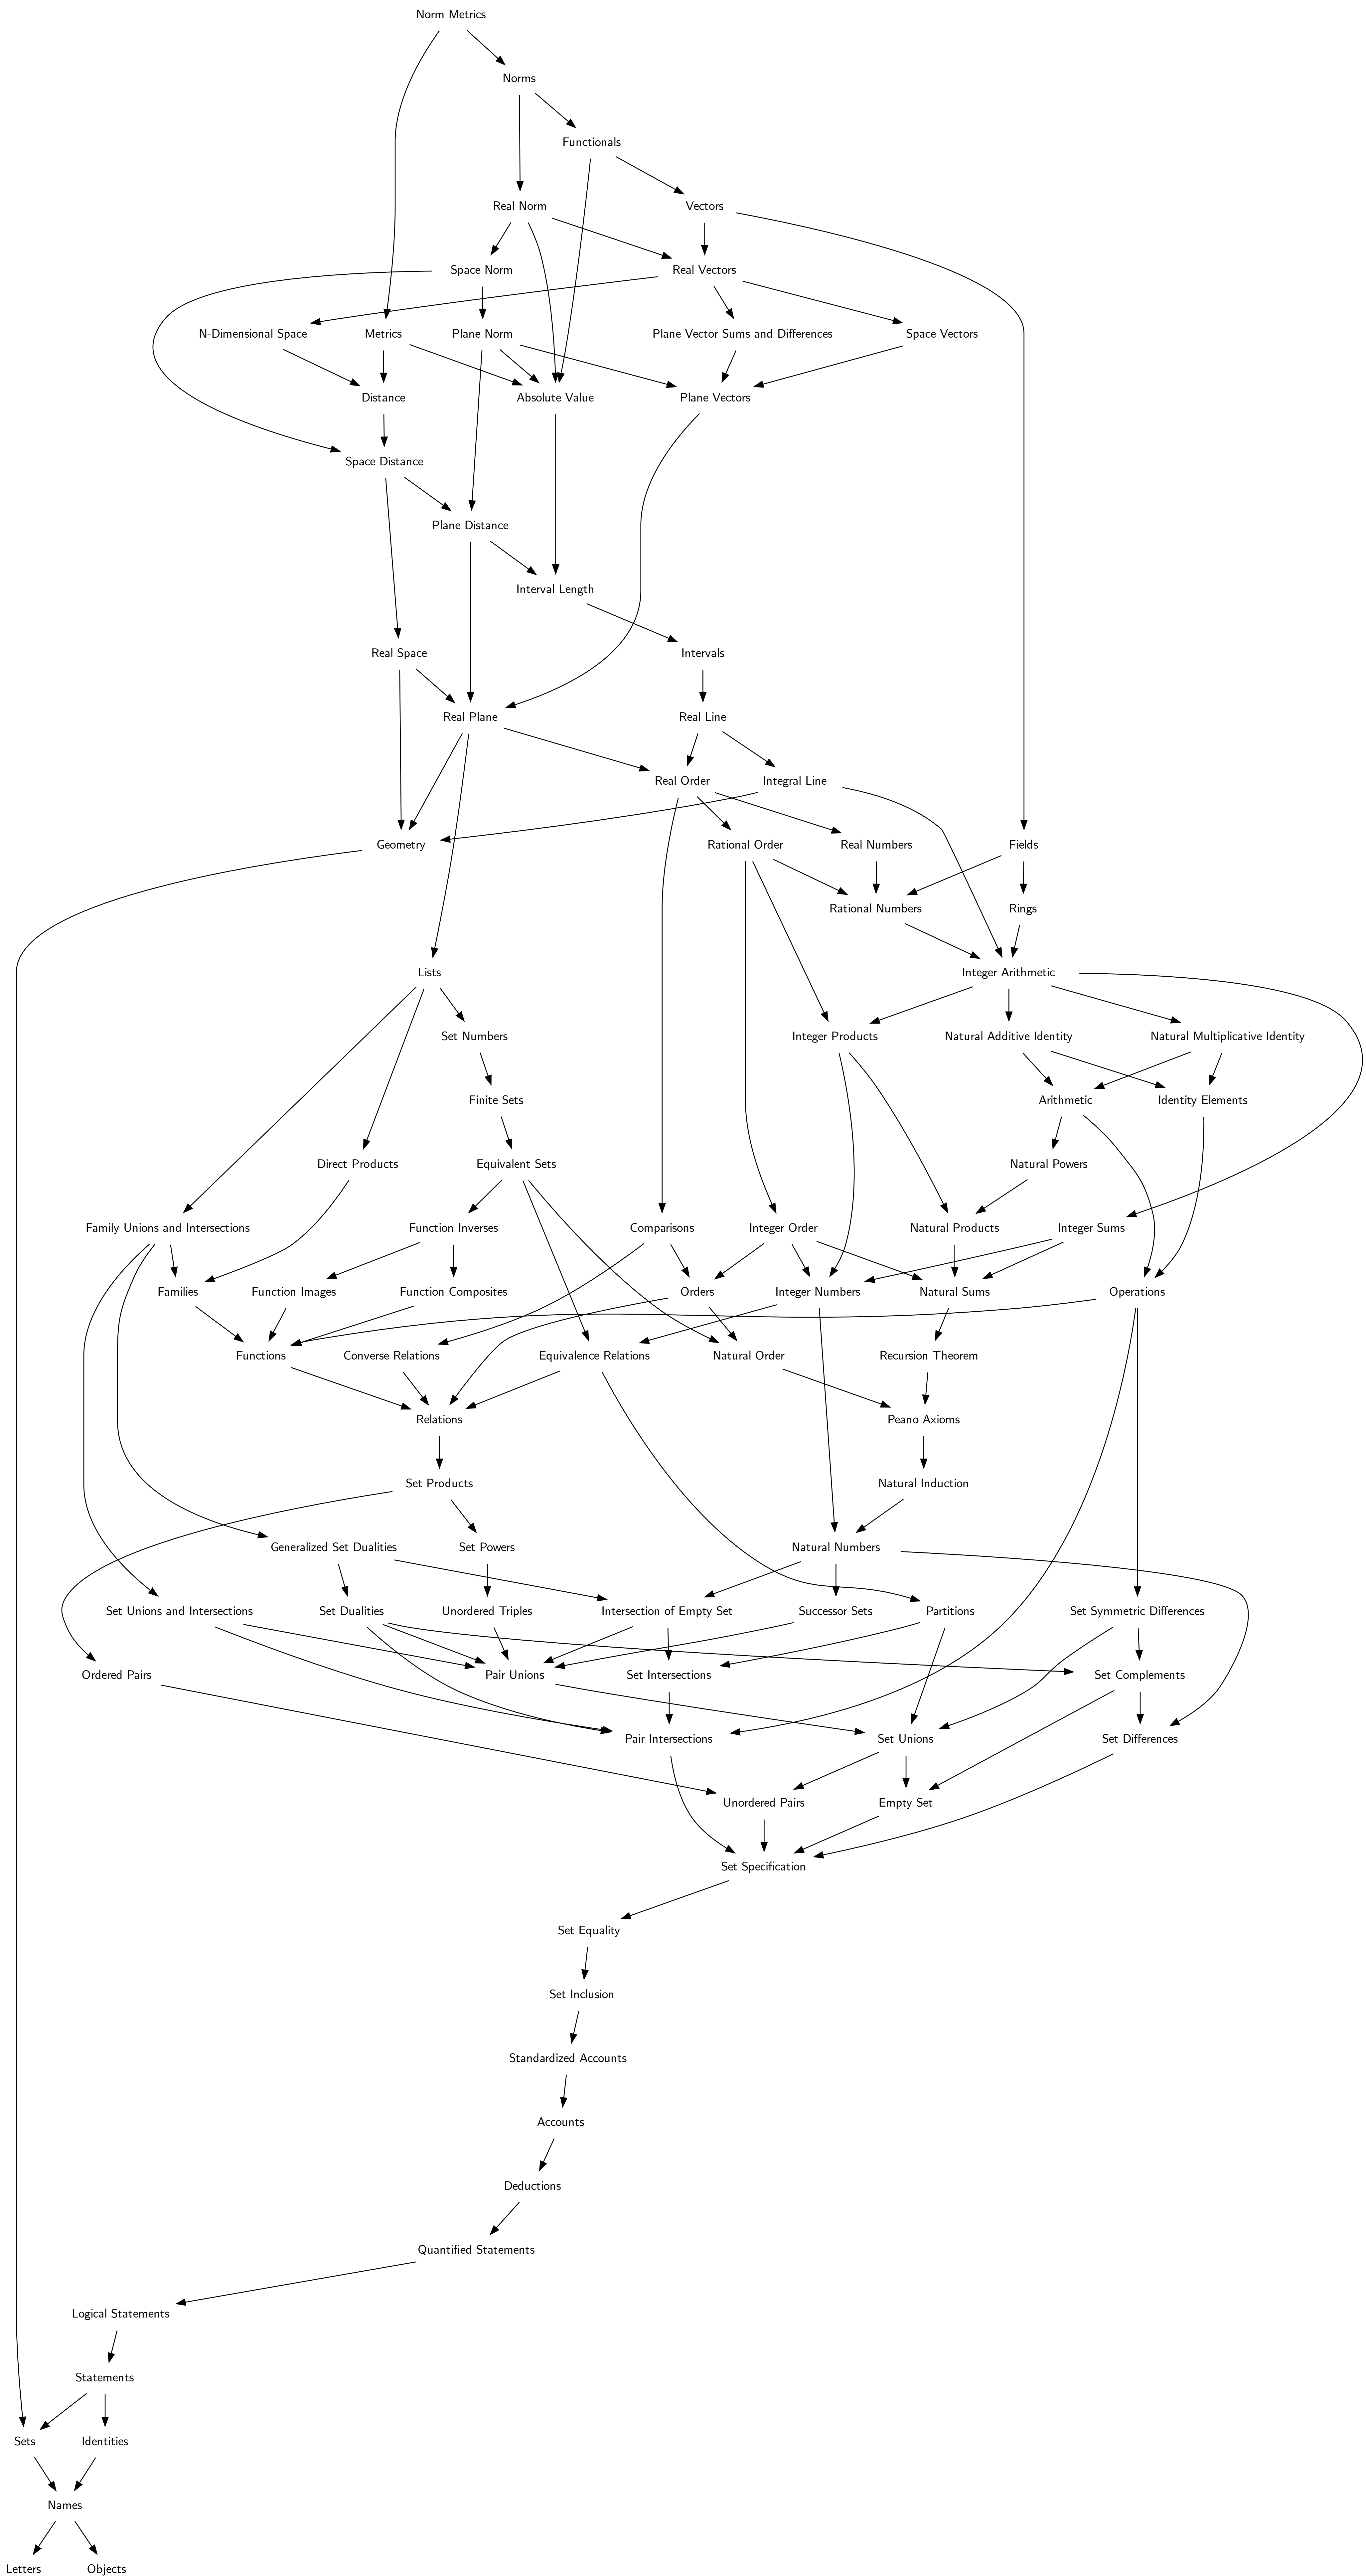 Norm Metrics
Norms
Functionals
Real Norm
Vectors
Space Norm
Real Vectors
N-Dimensional Space
Metrics
Plane Norm
Plane Vector Sums and Differences
Space Vectors
Distance
Absolute Value
Plane Vectors
Space Distance
Plane Distance
Interval Length
Real Space
Intervals
Real Plane
Real Line
Real Order
Integral Line
Geometry
Rational Order
Real Numbers
Fields
Rational Numbers
Rings
Lists
Integer Arithmetic
Set Numbers
Integer Products
Natural Additive Identity
Natural Multiplicative Identity
Finite Sets
Arithmetic
Identity Elements
Direct Products
Equivalent Sets
Natural Powers
Family Unions and Intersections
Function Inverses
Comparisons
Integer Order
Natural Products
Integer Sums
Families
Function Images
Function Composites
Orders
Integer Numbers
Natural Sums
Operations
Functions
Converse Relations
Equivalence Relations
Natural Order
Recursion Theorem
Relations
Peano Axioms
Set Products
Natural Induction
Generalized Set Dualities
Set Powers
Natural Numbers
Set Unions and Intersections
Set Dualities
Unordered Triples
Intersection of Empty Set
Successor Sets
Partitions
Set Symmetric Differences
Ordered Pairs
Pair Unions
Set Intersections
Set Complements
Pair Intersections
Set Unions
Set Differences
Unordered Pairs
Empty Set
Set Specification
Set Equality
Set Inclusion
Standardized Accounts
Accounts
Deductions
Quantified Statements
Logical Statements
Statements
Sets
Identities
Names
Letters
Objects